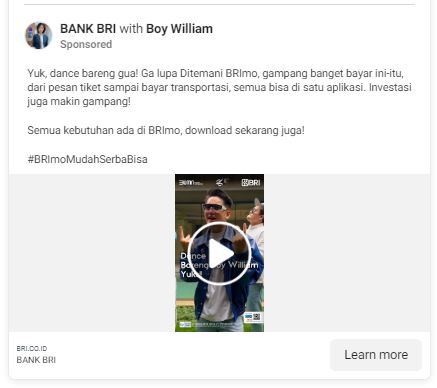 BANK BRI with Boy William
Sponsored
Yuk, dance bareng gua! Ga lupa Ditemani BRImo, gampang banget bayar ini-itu,
dari pesan tiket sampai bayar transportasi, semua bisa di satu aplikasi. Investasi
juga makin gampang!
Semua kebutuhan ada di BRImo, download sekarang juga!
#BRImoMudahSerbaBisa
BUMN
BRI
Dance
Bareng Boy William
Yuks!
BRI.CO.ID
BANK BRI
Learn more